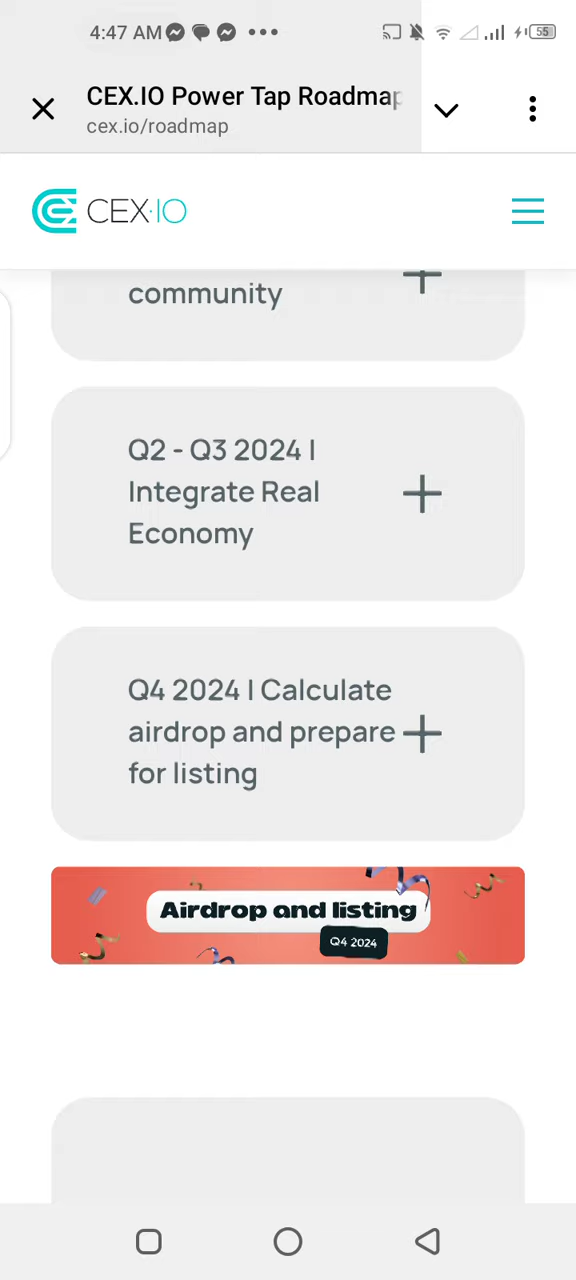 4:47 AM
55
CEX.IO Power Tap Roadmap
cex.io/roadmap
CEX·IO
community
Q2 - Q3 2024 |
Integrate Real
Economy
Q4 2024 | Calculate
airdrop and prepare
for listing
Airdrop and listing
Q4 2024